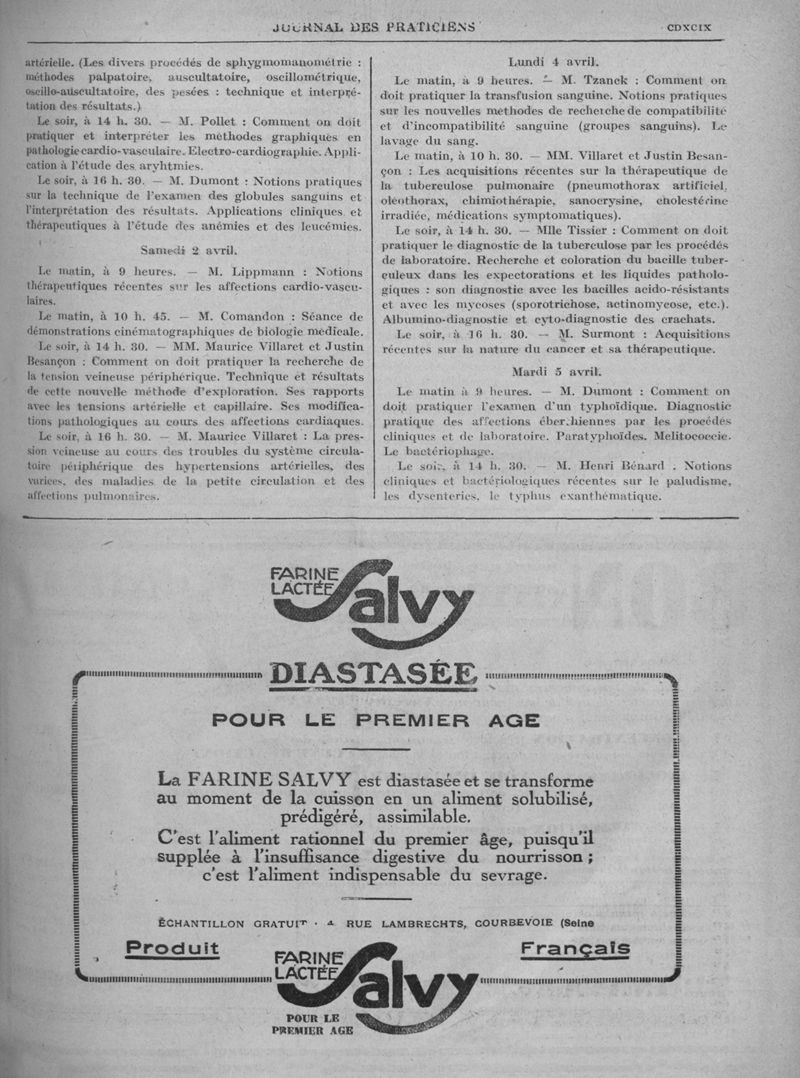 JOURNAL DES PRATICIENS
CDXCIX
artérielle. (Les divers procédés de sphygmomanométrie :
méthodes palpatoire, auscultatoire, oscillométrique,
oscillo-auscultatoire, des pesées : technique et interpré-
tation des résultats.)
Le soir, à 14 h. 30. — M. Pollet : Comment on doit
pratiquer et interpréter les méthodes graphiques en
pathologie cardio-vasculaire. Electro-cardiographie. Appli-
cation à l'étude des aryhtmies.
Le soir, à 16 h. 30. — M. Dumont : Notions pratiques
sur la technique de l'examen des globules sanguins et
l'interprétation des résultats. Applications cliniques et
thérapeutiques à l'étude des anémies et des leucémies.
Samedi 2 avril.
Le matin, à 9 heures. — M. Lippmann : Notions
thérapeutiques récentes sur les affections cardio-vascu-
laires.
Le matin, à 10 h. 45. — M. Comandon : Séance de
démonstrations cinématographiques de biologie médicale.
Le soir, à 14 h. 30. — MM. Maurice Villaret et Justin
Besançon : Comment on doit pratiquer la recherche de
la tension veineuse périphérique. Technique et résultats
de cette nouvelle méthode d'exploration. Ses rapports
avec les tensions artérielle et capillaire. Ses modifica-
tions pathologiques au cours des affections cardiaques.
Le soir, à 16 h. 30. — M. Maurice Villaret : La pres-
sion veineuse au cours des troubles du système circula-
toire périphérique des hypertensions artérielles, des
varices, des maladies de la petite circulation et des
affections pulmonaires.
Lundi 4 avril.
Le matin, à 9 heures. — M. Tzanck : Comment on
doit pratiquer la transfusion sanguine. Notions pratiques
sur les nouvelles methodes de recherche de compatibilité
et d'incompatibilité sanguine (groupes sanguins). Le
lavage du sang.
Le matin, à 10 h. 30. — MM. Villaret et Justin Besan-
çon : Les acquisitions récentes sur la thérapeutique de
la tuberculose pulmonaire (pneumothorax artificiel,
oléothorax, chimiothérapie, sanocrysine, cholestérine
irradiée, médications symptomatiques).
Le soir, à 14 h. 30. — Mlle Tissier : Comment on doit
pratiquer le diagnostic de la tuberculose par les procédés
de laboratoire. Recherche et coloration du bacille tuber-
culeux dans les expectorations et les liquides patholo-
giques : son diagnostic avec les bacilles acido-résistants
et avec les mycoses (sporotrichose, actinomycose, etc.).
Albumino-diagnostic et cyto-diagnostic des crachats.
Le soir, à 16 h. 30. — M. Surmont : Acquisitions
récentes sur la nature du cancer et sa thérapeutique.
Mardi 5 avril.
Le matin à 9 heures. — M. Dumont : Comment on
doit pratiquer l'examen d'un typhoïdique. Diagnostic
pratique des affections éberthiennes par les procédés
cliniques et de laboratoire. Paratyphoïdes. Melitococcie.
Le bactériophage.
Le soir, à 14 h. 30. — M. Henri Bénard . Notions
cliniques et bactériologiques récentes sur le paludisme,
les dysenteries, le typhus exanthématique.
FARINE
LACTÉE
Salvy
DIASTASÉE
POUR LE PREMIER AGE
La FARINE SALVY est diastasée et se transforme
au moment de la cuisson en un aliment solubilisé,
prédigéré, assimilable.
C'est l'aliment rationnel du premier âge, puisqu'il
supplée à l'insuffisance digestive du nourrisson ;
c'est l'aliment indispensable du sevrage.
ÉCHANTILLON GRATUIT · 4 RUE LAMBRECHTS, COURBEVOIE (Seine
Produit
Français
FARINE
LACTÉE
Salvy
POUR LE
PREMIER AGE